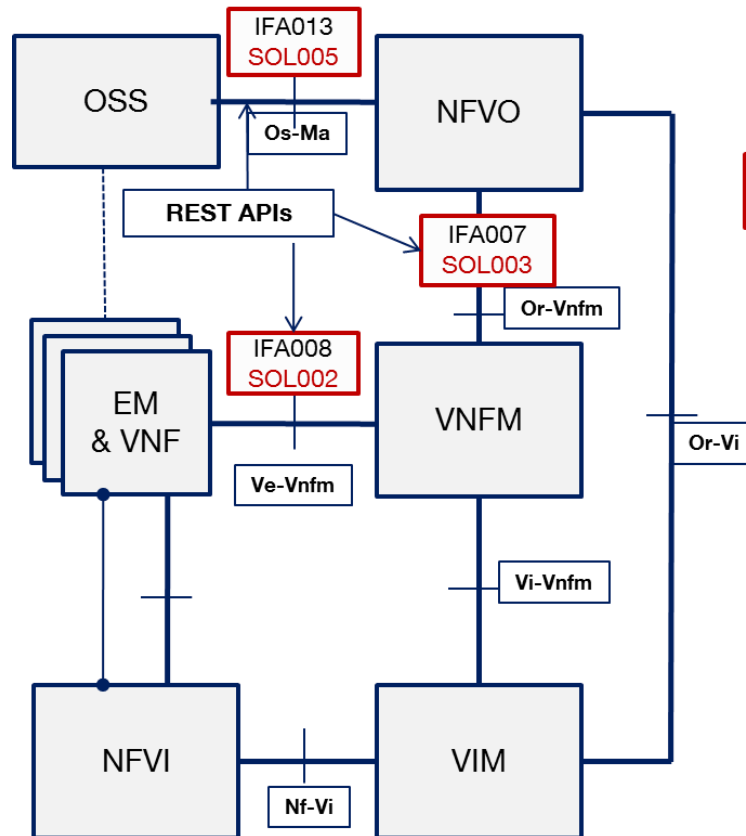 IFA013
SOL005
OSS
NFVO
Os-Ma
REST APIs
IFA007
SOL003
Or-Vnfm
IFA008
SOL002
EM
& VNF
VNFM
Or-Vi
Ve-Vnfm
Vi-Vnfm
NFVI
VIM
Nf-Vi